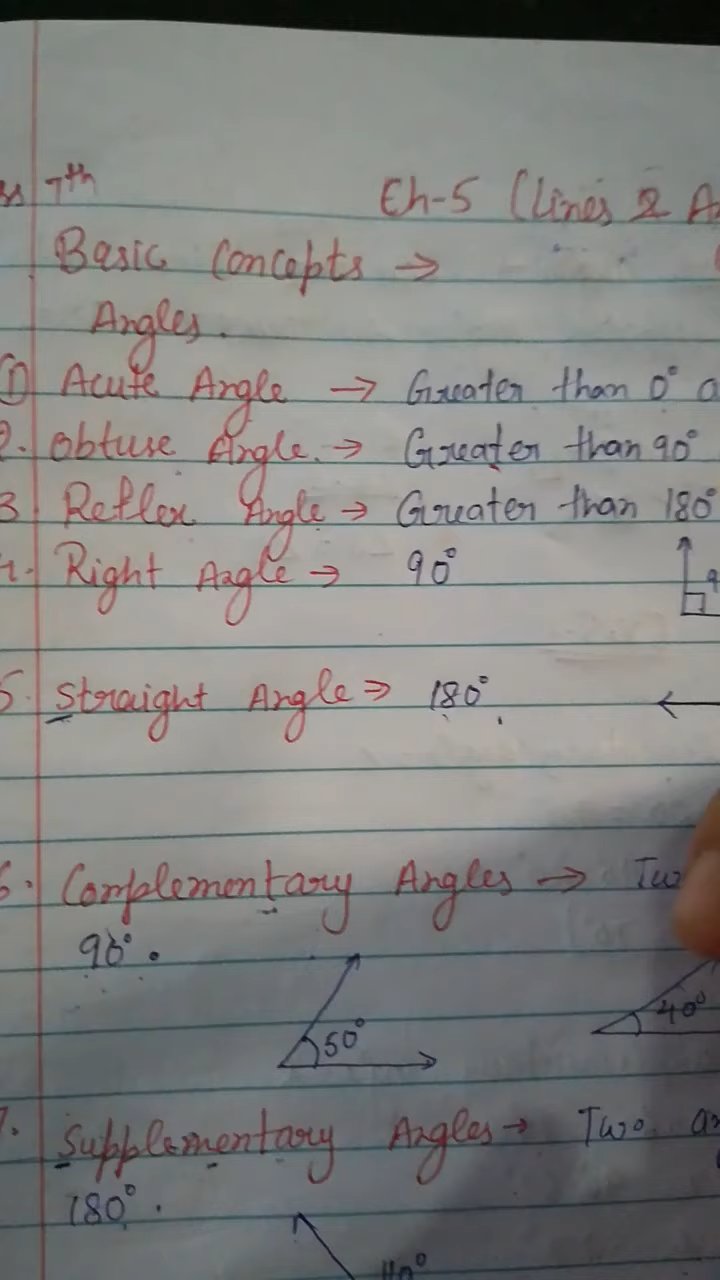 7th Ch-5 (Lines &
Basic Concepts →
Angles.
① Acute Angle → Greater than 0°
2. Obtuse Angle. → Greater than 90°
3 Reflex Angle → Greater than 180°
4. Right Angle → 90°
5. Straight Angle ⇒ 180°.
6. Complementary Angles →
90°.
50° 40°
7. Supplementary Angles → Two
180°.